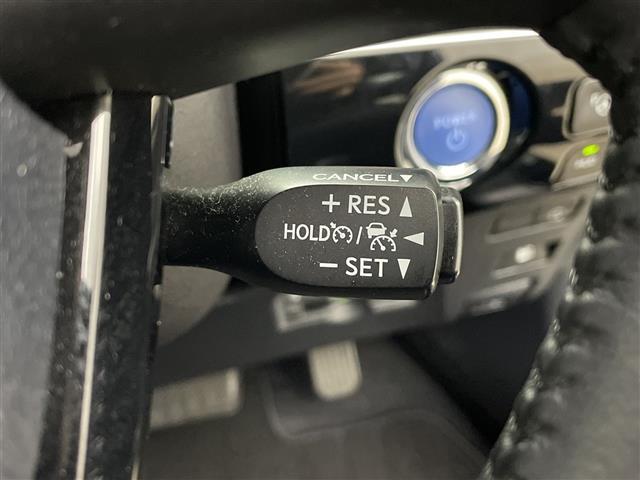 POWER
CANCEL▼
+ RES ▲
HOLD / ◀
− SET ▼